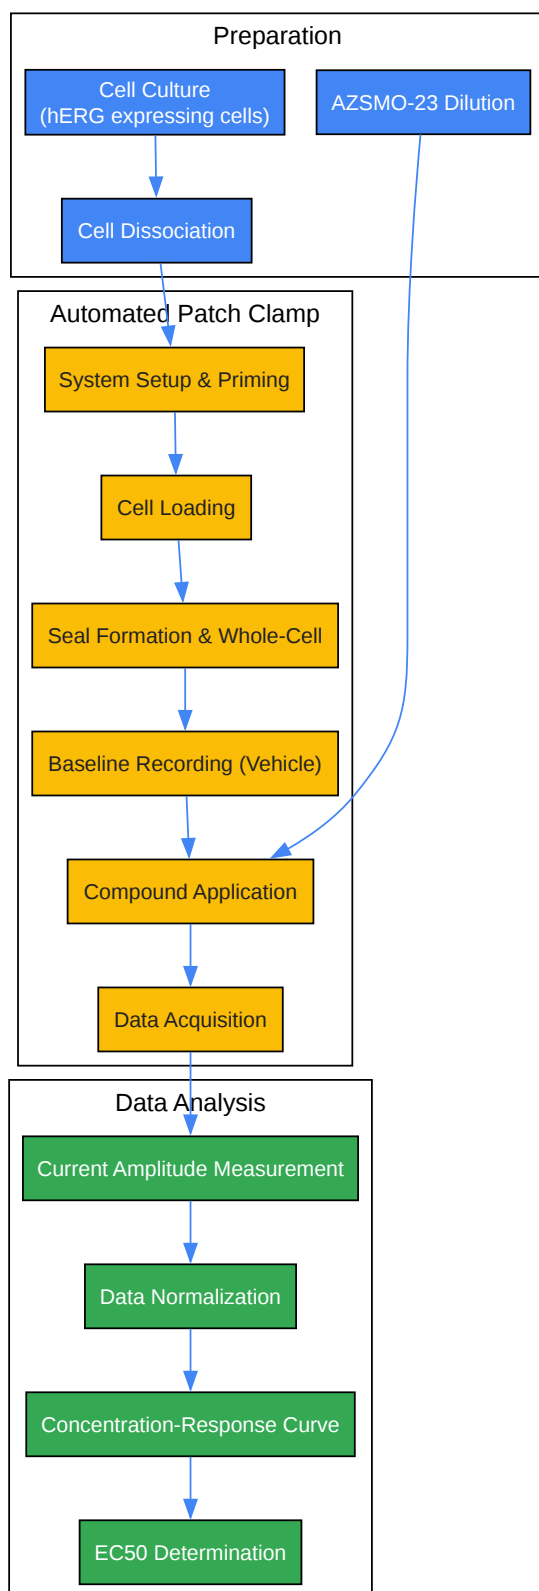 Preparation
Cell Culture
(hERG expressing cells)
AZSMO-23 Dilution
Cell Dissociation
Automated Patch Clamp
System Setup & Priming
Cell Loading
Seal Formation & Whole-Cell
Baseline Recording (Vehicle)
Compound Application
Data Acquisition
Data Analysis
Current Amplitude Measurement
Data Normalization
Concentration-Response Curve
EC50 Determination